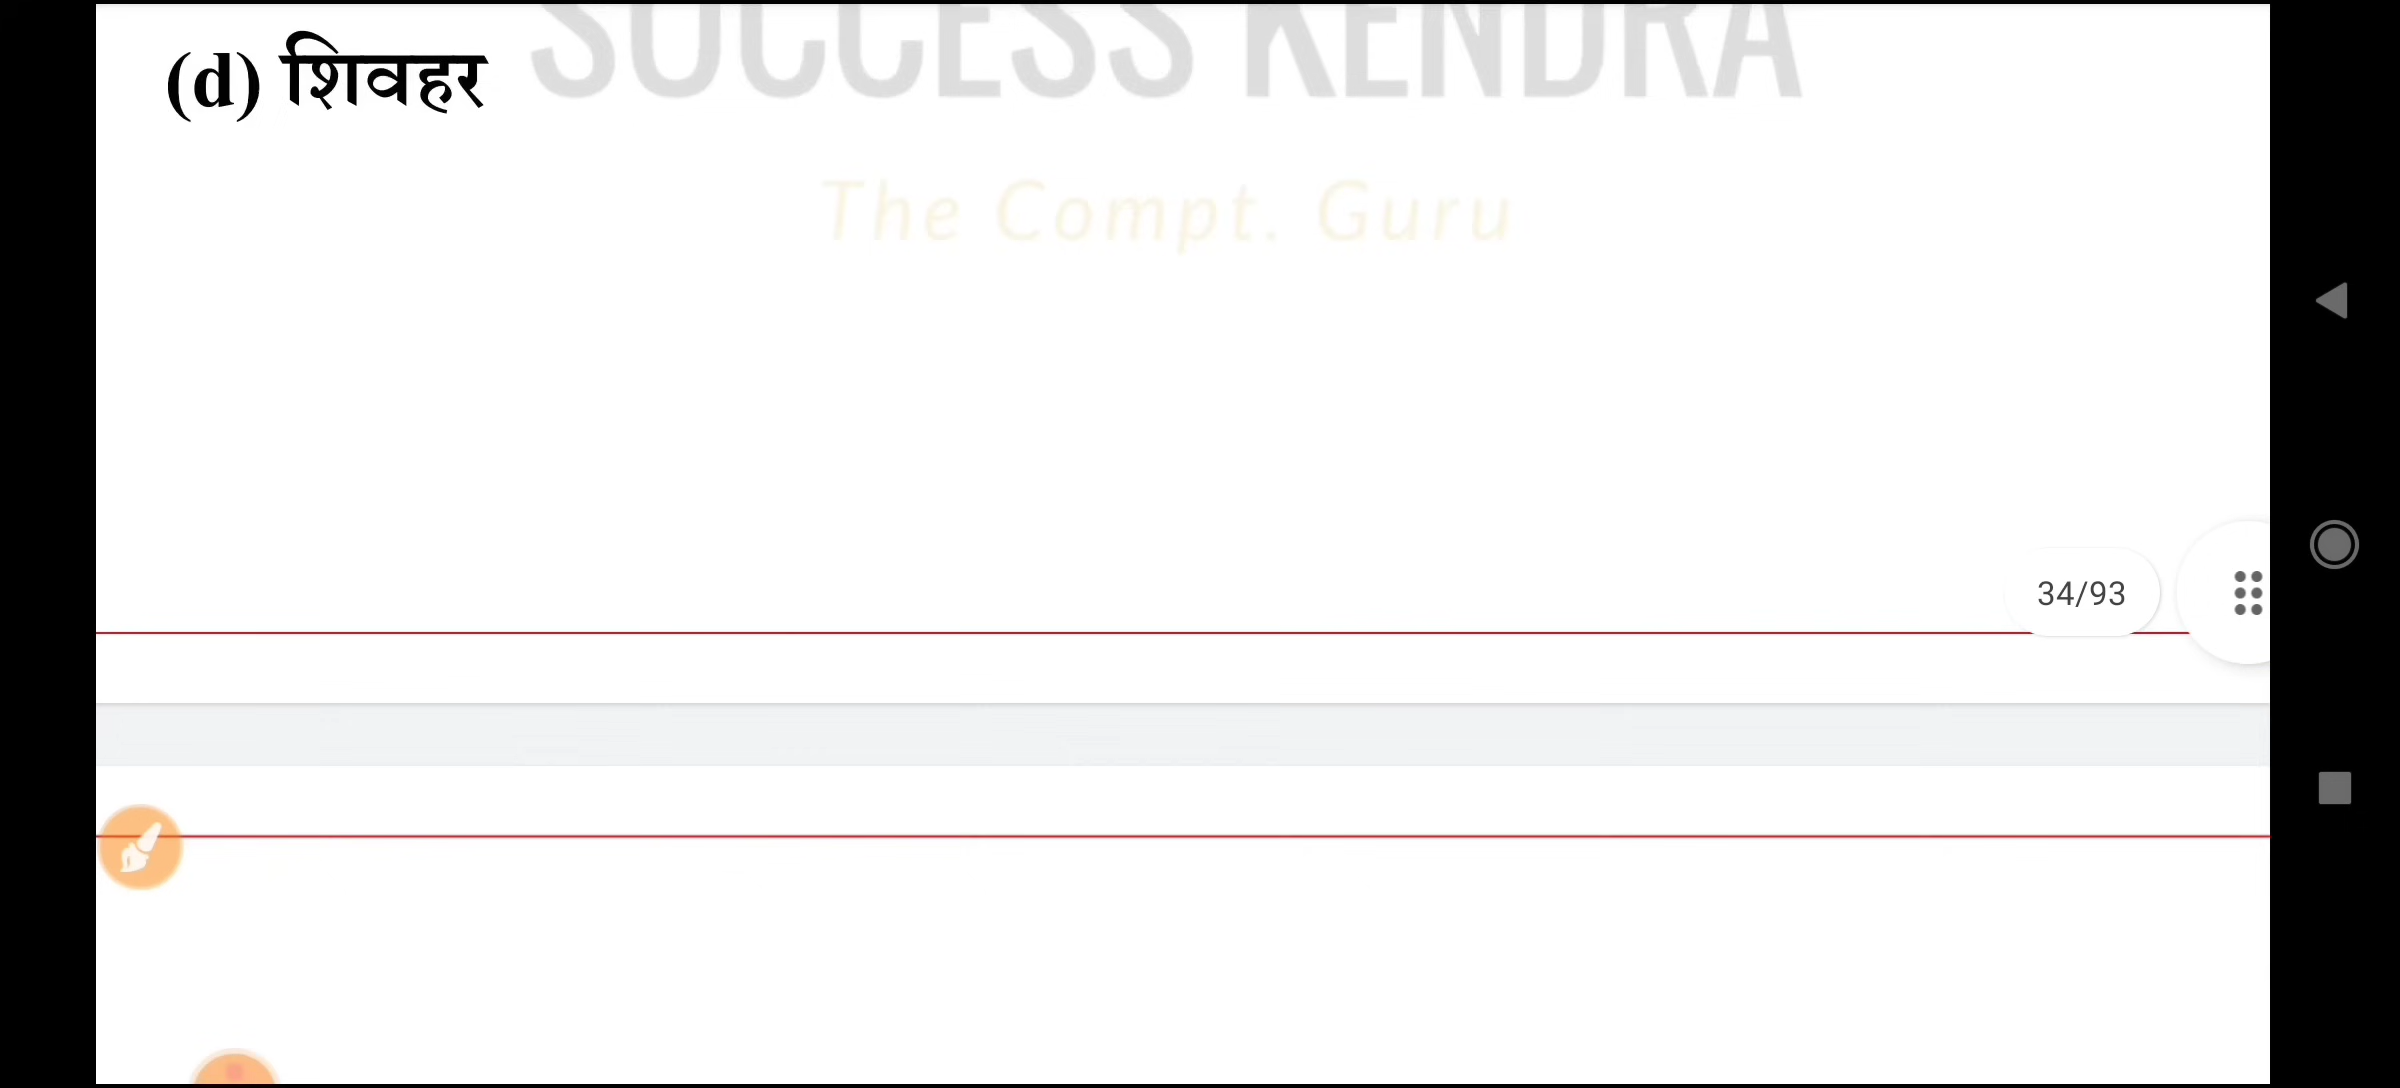 SUCCESS KENDRA
(d) शिवहर
The Compt. Guru
34/93